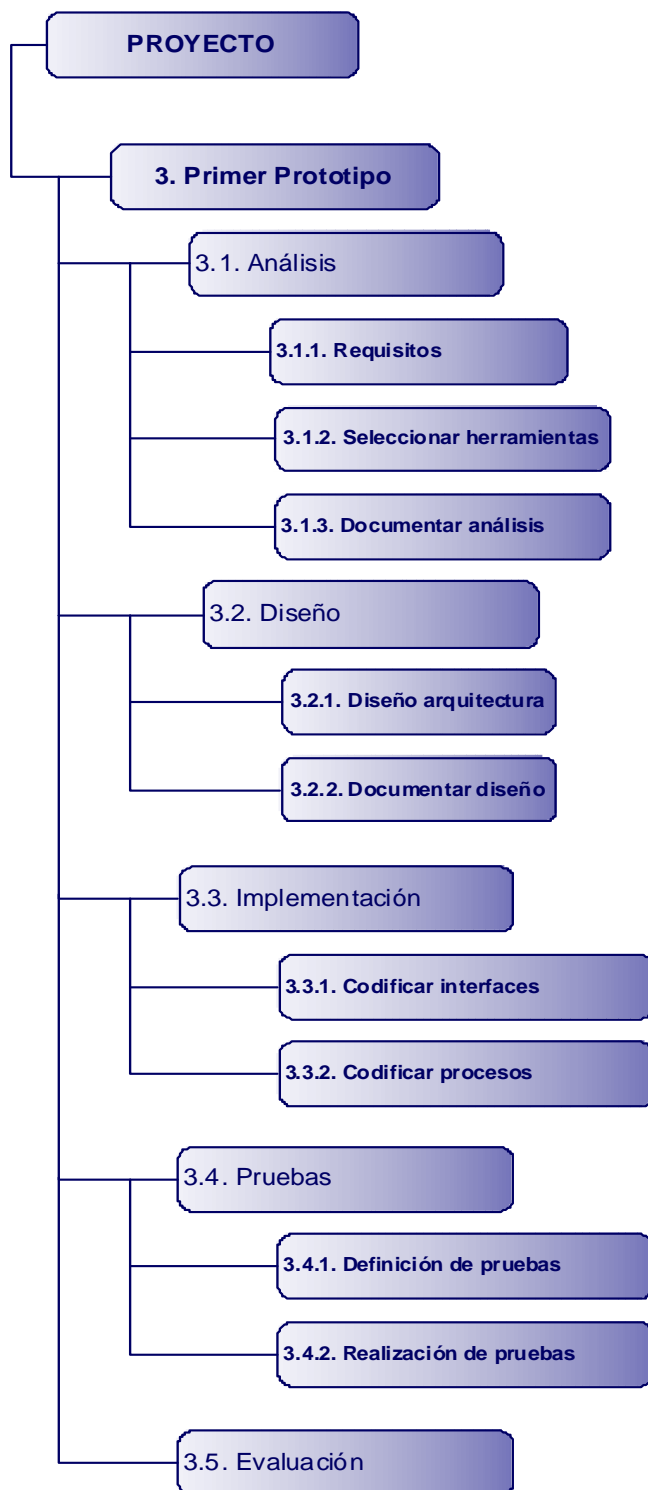 PROYECTO
3. Primer Prototipo
3.1. Análisis
3.1.1. Requisitos
3.1.2. Seleccionar herramientas
3.1.3. Documentar análisis
3.2. Diseño
3.2.1. Diseño arquitectura
3.2.2. Documentar diseño
3.3. Implementación
3.3.1. Codificar interfaces
3.3.2. Codificar procesos
3.4. Pruebas
3.4.1. Definición de pruebas
3.4.2. Realización de pruebas
3.5. Evaluación